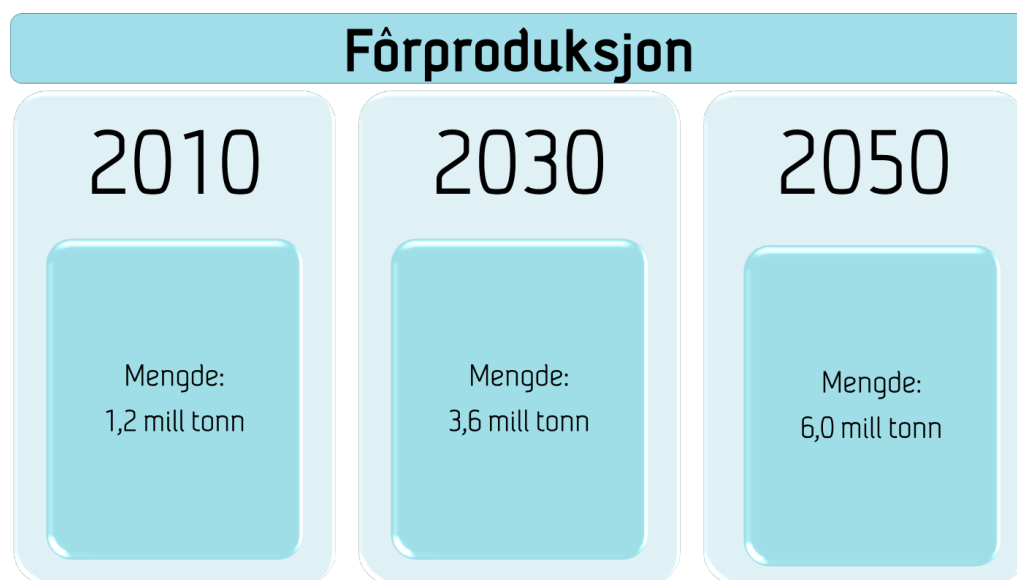 Fôrproduksjon
2010
Mengde:
1,2 mill tonn
2030
Mengde:
3,6 mill tonn
2050
Mengde:
6,0 mill tonn